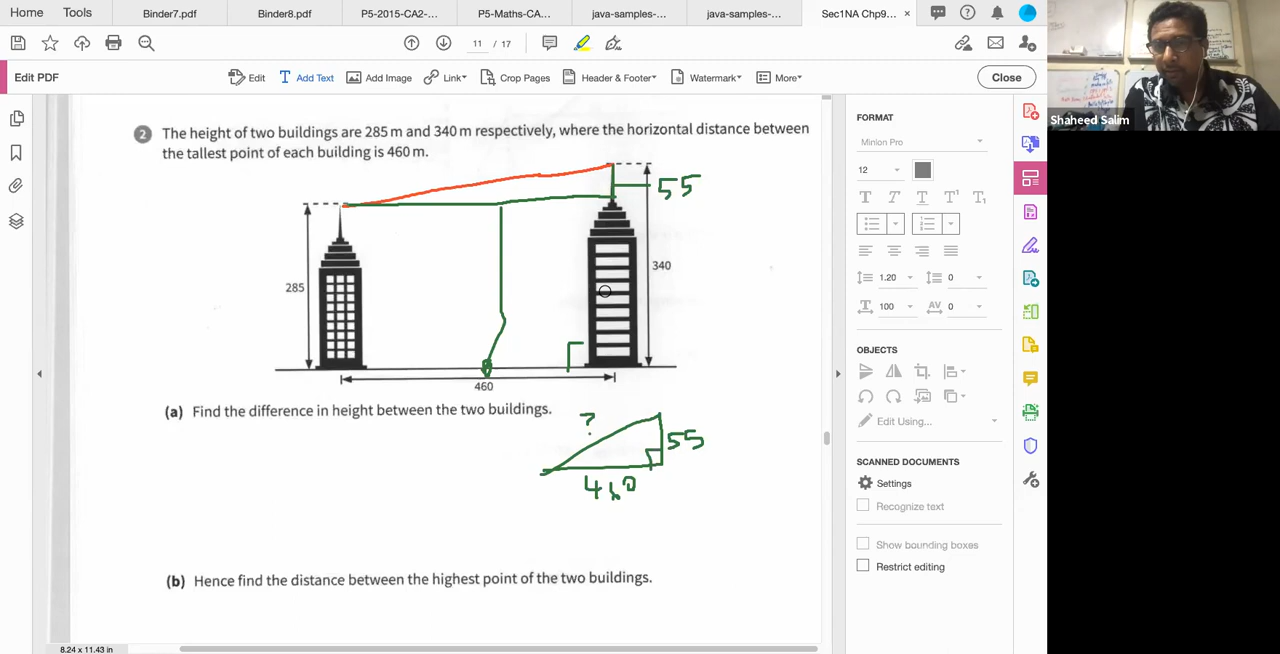 Home Tools Binder7.pdf Binder8.pdf P5-2015-CA2-... P5-Maths-CA... java-samples-... java-samples-... Sec1NA Chp9... ×
11 / 17
Edit PDF Edit Add Text Add Image Link Crop Pages Header & Footer Watermark More Close
2 The height of two buildings are 285 m and 340 m respectively, where the horizontal distance between
the tallest point of each building is 460 m.
55
340
285
460
(a) Find the difference in height between the two buildings.
?
55
460
(b) Hence find the distance between the highest point of the two buildings.
8.24 x 11.43 in
FORMAT
Minion Pro
12
T T T T¹ T₁
1.20 0
100 AV 0
OBJECTS
Edit Using...
SCANNED DOCUMENTS
Settings
Recognize text
Show bounding boxes
Restrict editing
Shaheed Salim